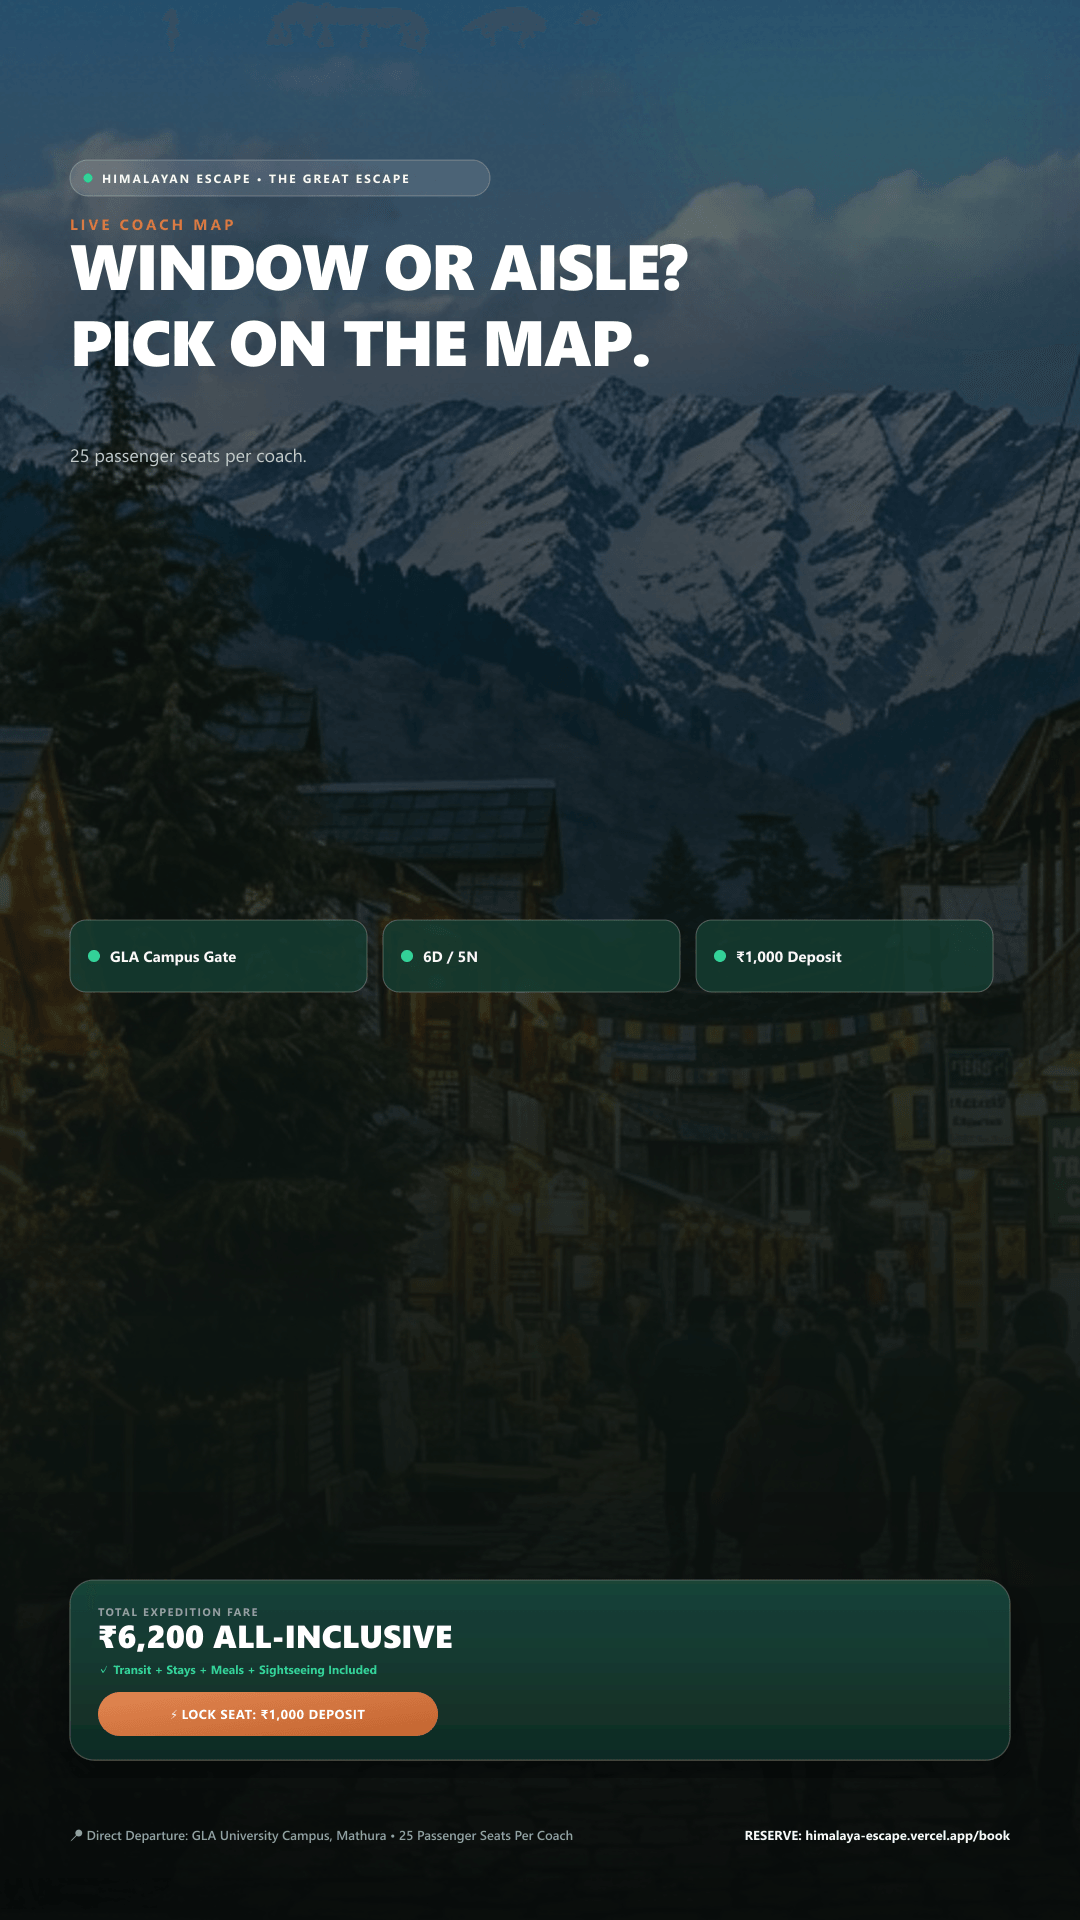 HIMALAYAN ESCAPE • THE GREAT ESCAPE
LIVE COACH MAP
WINDOW OR AISLE?
PICK ON THE MAP.
25 passenger seats per coach.
GLA Campus Gate
6D / 5N
₹1,000 Deposit
TOTAL EXPEDITION FARE
₹6,200 ALL-INCLUSIVE
✓ Transit + Stays + Meals + Sightseeing Included
⚡ LOCK SEAT: ₹1,000 DEPOSIT
📍 Direct Departure: GLA University Campus, Mathura • 25 Passenger Seats Per Coach
RESERVE: himalaya-escape.vercel.app/book